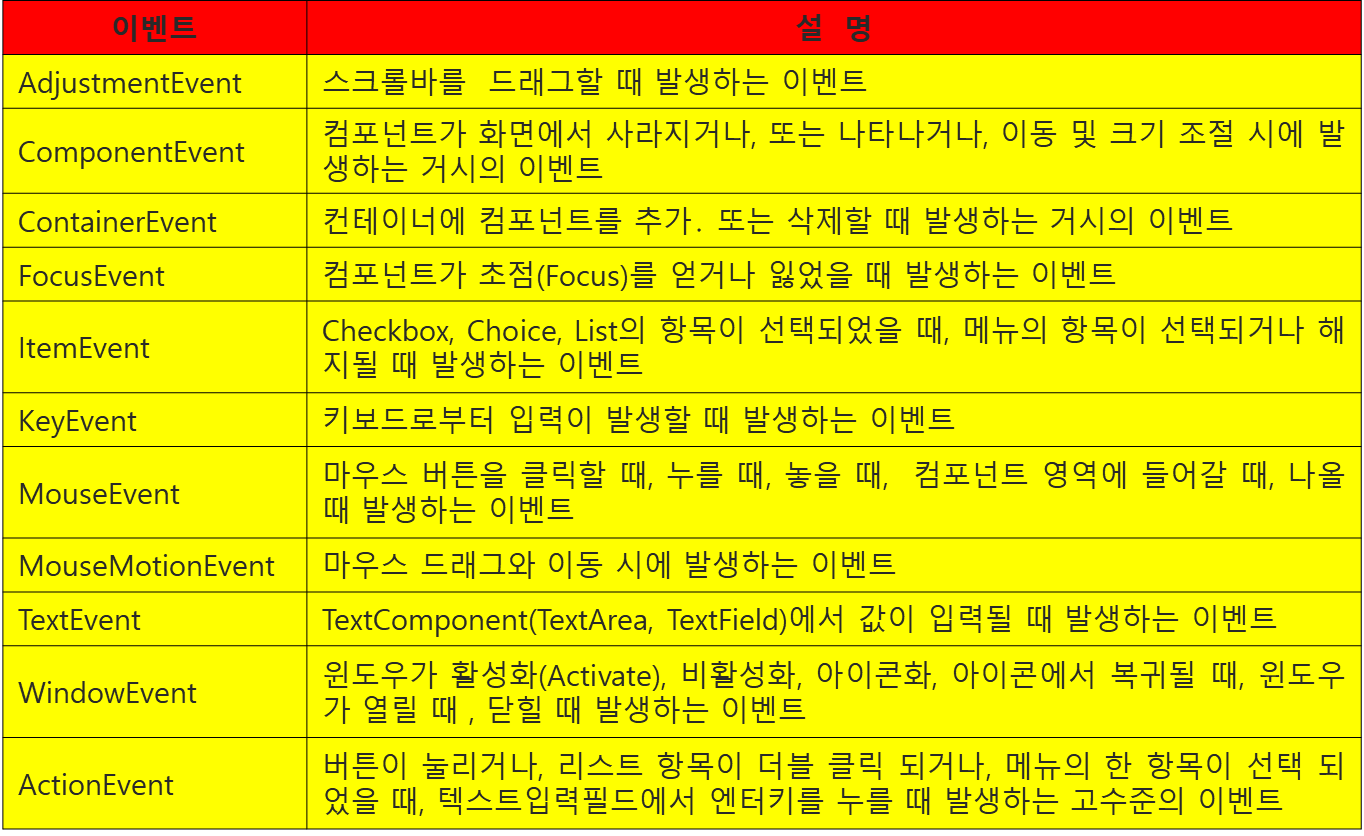 이벤트
설 명
AdjustmentEvent
스크롤바를 드래그할 때 발생하는 이벤트
ComponentEvent
컴포넌트가 화면에서 사라지거나, 또는 나타나거나, 이동 및 크기 조절 시에 발
생하는 거시의 이벤트
ContainerEvent
컨테이너에 컴포넌트를 추가. 또는 삭제할 때 발생하는 거시의 이벤트
FocusEvent
컴포넌트가 초점(Focus)를 얻거나 잃었을 때 발생하는 이벤트
ItemEvent
Checkbox, Choice, List의 항목이 선택되었을 때, 메뉴의 항목이 선택되거나 해
지될 때 발생하는 이벤트
KeyEvent
키보드로부터 입력이 발생할 때 발생하는 이벤트
MouseEvent
마우스 버튼을 클릭할 때, 누를 때, 놓을 때, 컴포넌트 영역에 들어갈 때, 나올
때 발생하는 이벤트
MouseMotionEvent
마우스 드래그와 이동 시에 발생하는 이벤트
TextEvent
TextComponent(TextArea, TextField)에서 값이 입력될 때 발생하는 이벤트
WindowEvent
윈도우가 활성화(Activate), 비활성화, 아이콘화, 아이콘에서 복귀될 때, 윈도우
가 열릴 때 , 닫힐 때 발생하는 이벤트
ActionEvent
버튼이 눌리거나, 리스트 항목이 더블 클릭 되거나, 메뉴의 한 항목이 선택 되
었을 때, 텍스트입력필드에서 엔터키를 누를 때 발생하는 고수준의 이벤트